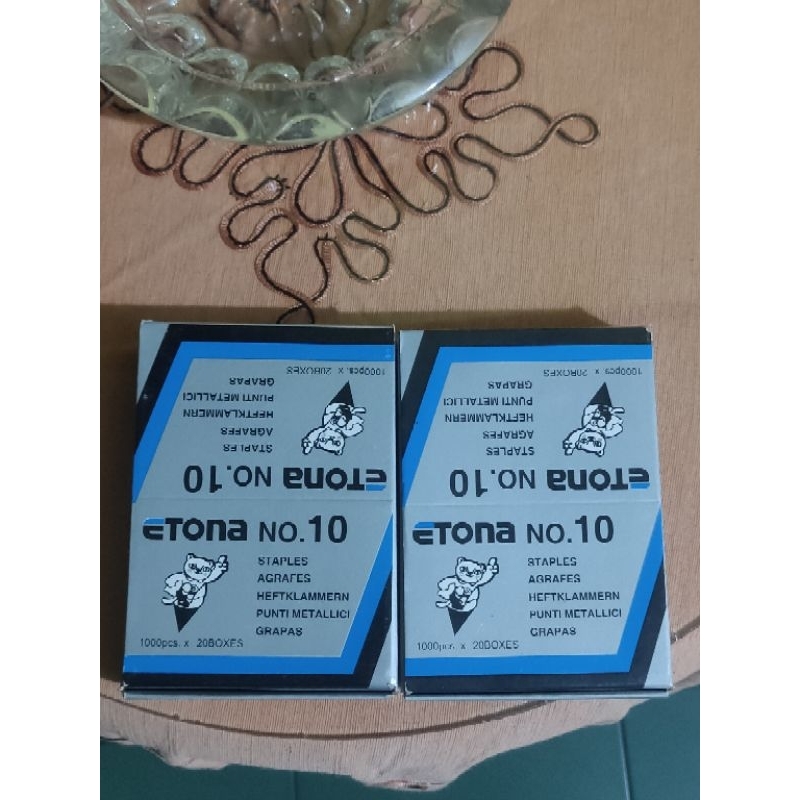 1000pcs. x 20BOXES
GRAPAS
PUNTI METALLICI
HEFTKLAMMERN
AGRAFES
STAPLES
ETONA NO.10
ETONA NO.10
STAPLES
AGRAFES
HEFTKLAMMERN
PUNTI METALLICI
GRAPAS
1000pcs. x 20BOXES
1000pcs. x 20BOXES
GRAPAS
PUNTI METALLICI
HEFTKLAMMERN
AGRAFES
STAPLES
ETONA NO.10
ETONA NO.10
STAPLES
AGRAFES
HEFTKLAMMERN
PUNTI METALLICI
GRAPAS
1000pcs. x 20BOXES